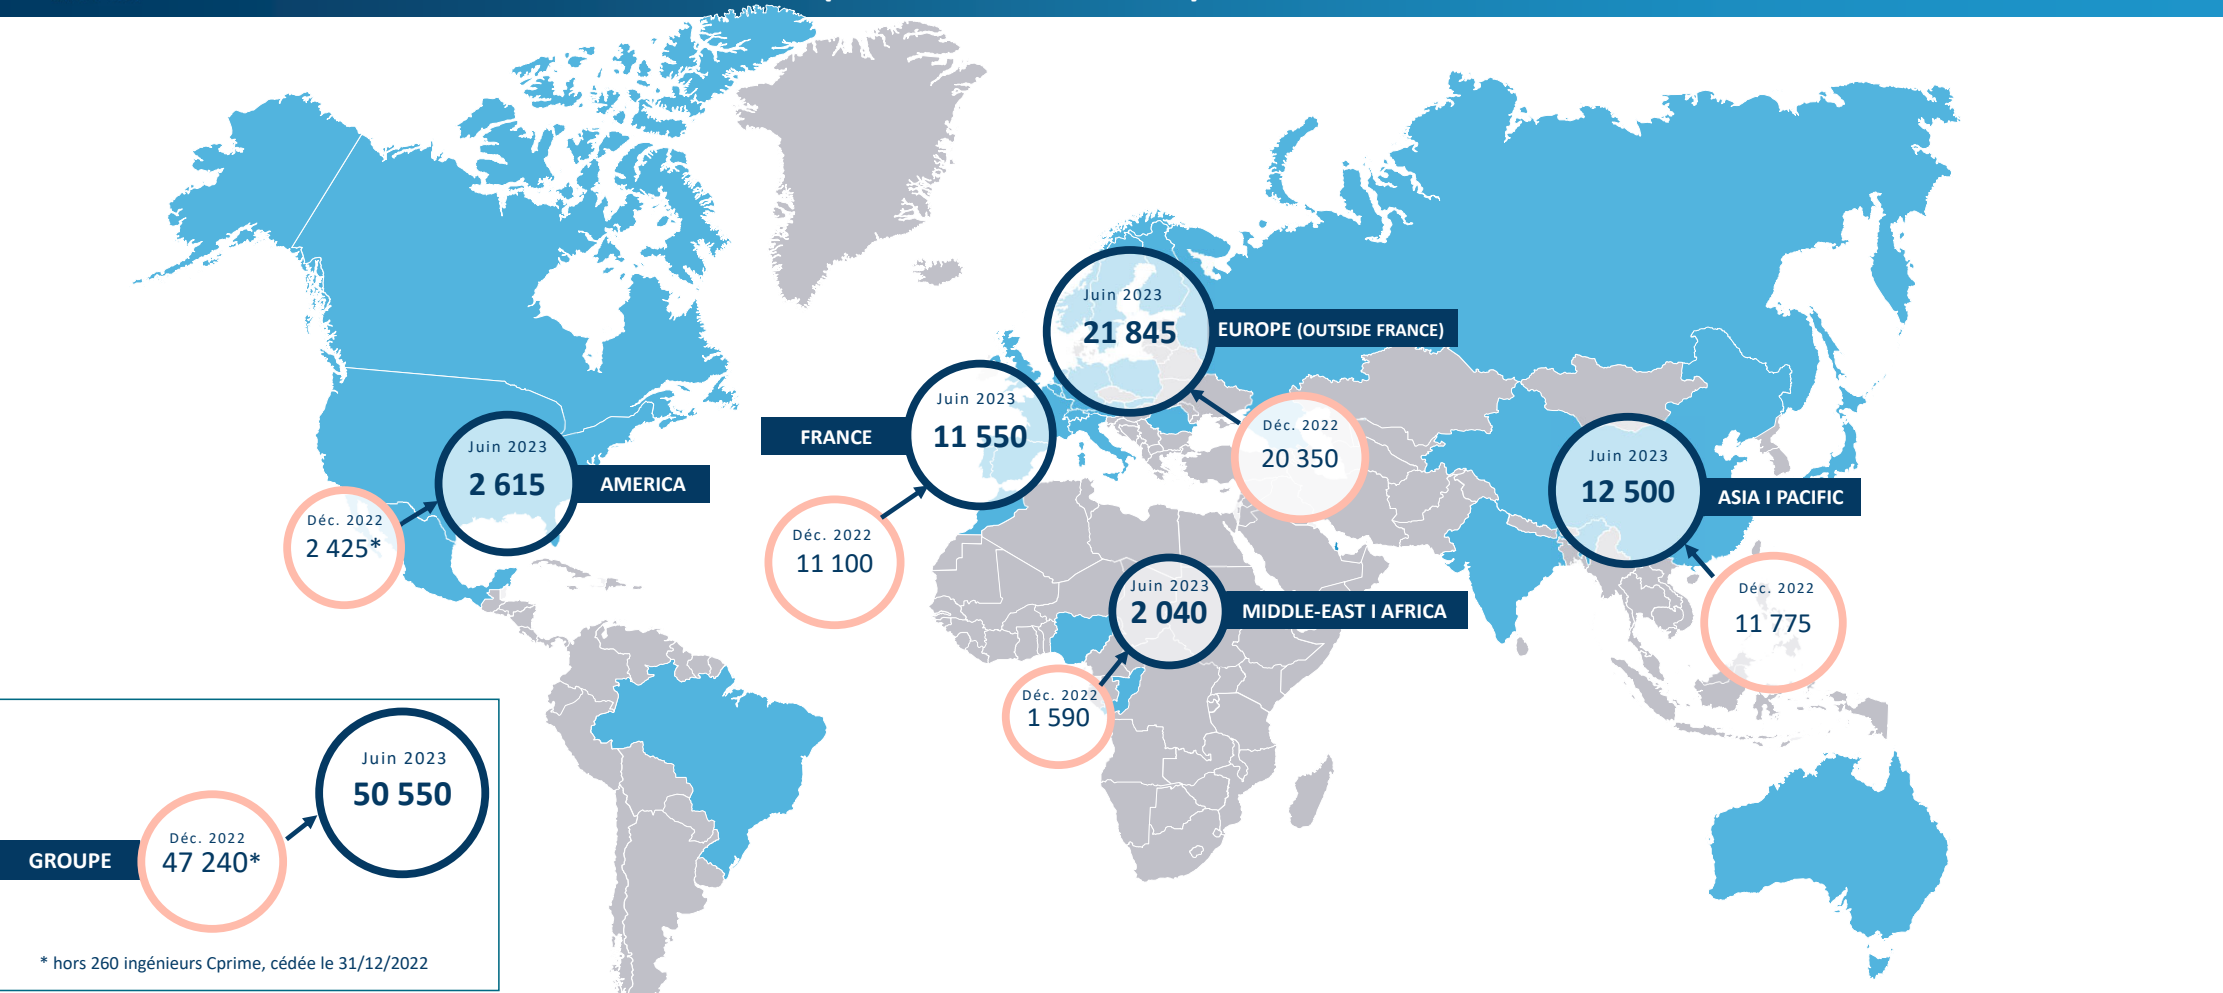 Juin 2023
21 845
EUROPE (OUTSIDE FRANCE)
Juin 2023
11 550
FRANCE
Déc. 2022
20 350
Juin 2023
2 615
AMERICA
Déc. 2022
2 425*
Déc. 2022
11 100
Juin 2023
12 500
ASIA I PACIFIC
Déc. 2022
11 775
Juin 2023
2 040
MIDDLE-EAST I AFRICA
Déc. 2022
1 590
Juin 2023
50 550
GROUPE
Déc. 2022
47 240*
* hors 260 ingénieurs Cprime, cédée le 31/12/2022